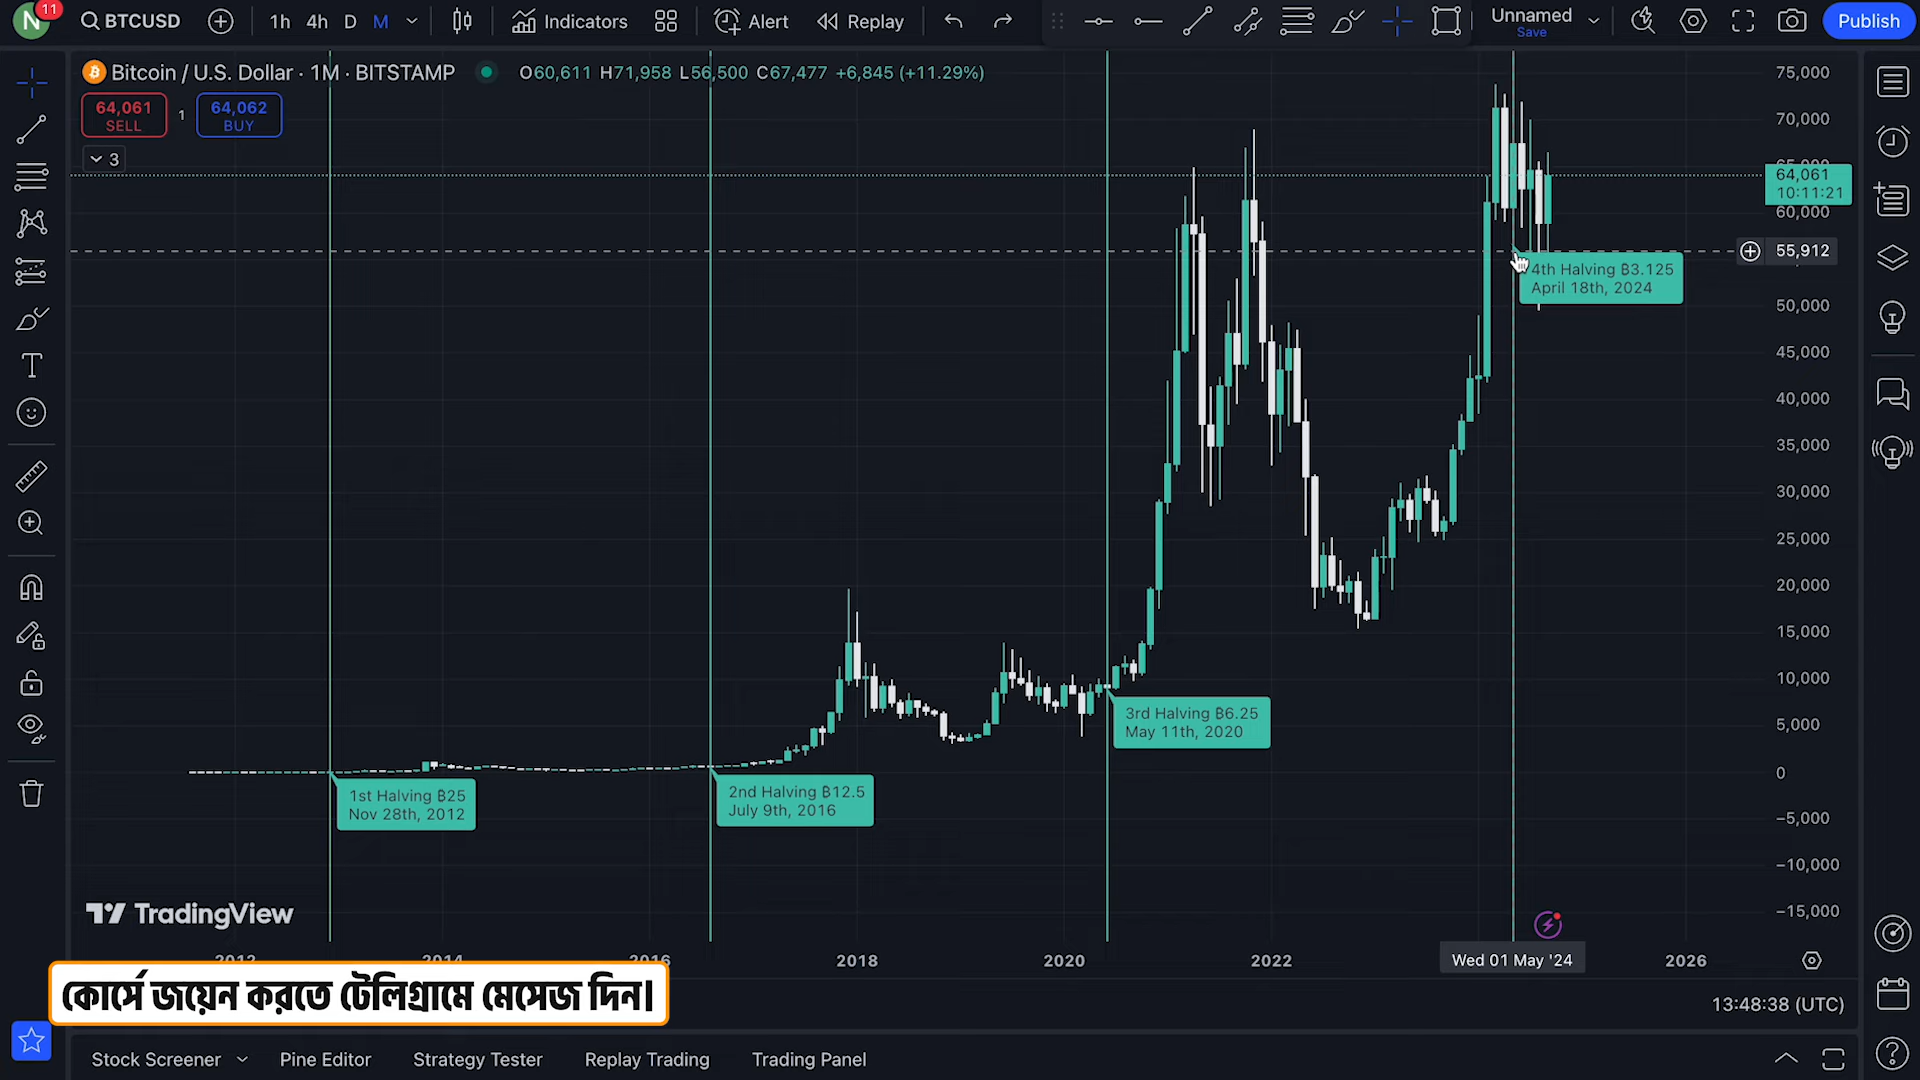 N
11
BTCUSD
1h 4h D M
Indicators
Alert
Replay
Unnamed
Save
Publish
Bitcoin / U.S. Dollar · 1M · BITSTAMP
O60,611 H71,958 L56,500 C67,477 +6,845 (+11.29%)
64,061
SELL
1
64,062
BUY
3
75,000
70,000
65,000
64,061
10:11:21
60,000
55,912
50,000
45,000
40,000
35,000
30,000
25,000
20,000
15,000
10,000
5,000
0
−5,000
−10,000
−15,000
4th Halving ₿3.125
April 18th, 2024
3rd Halving ₿6.25
May 11th, 2020
2nd Halving ₿12.5
July 9th, 2016
1st Halving ₿25
Nov 28th, 2012
TradingView
2012 2014 2016 2018 2020 2022 Wed 01 May '24 2026
কোর্সে জয়েন করতে টেলিগ্রামে মেসেজ দিন।
13:48:38 (UTC)
Stock Screener Pine Editor Strategy Tester Replay Trading Trading Panel